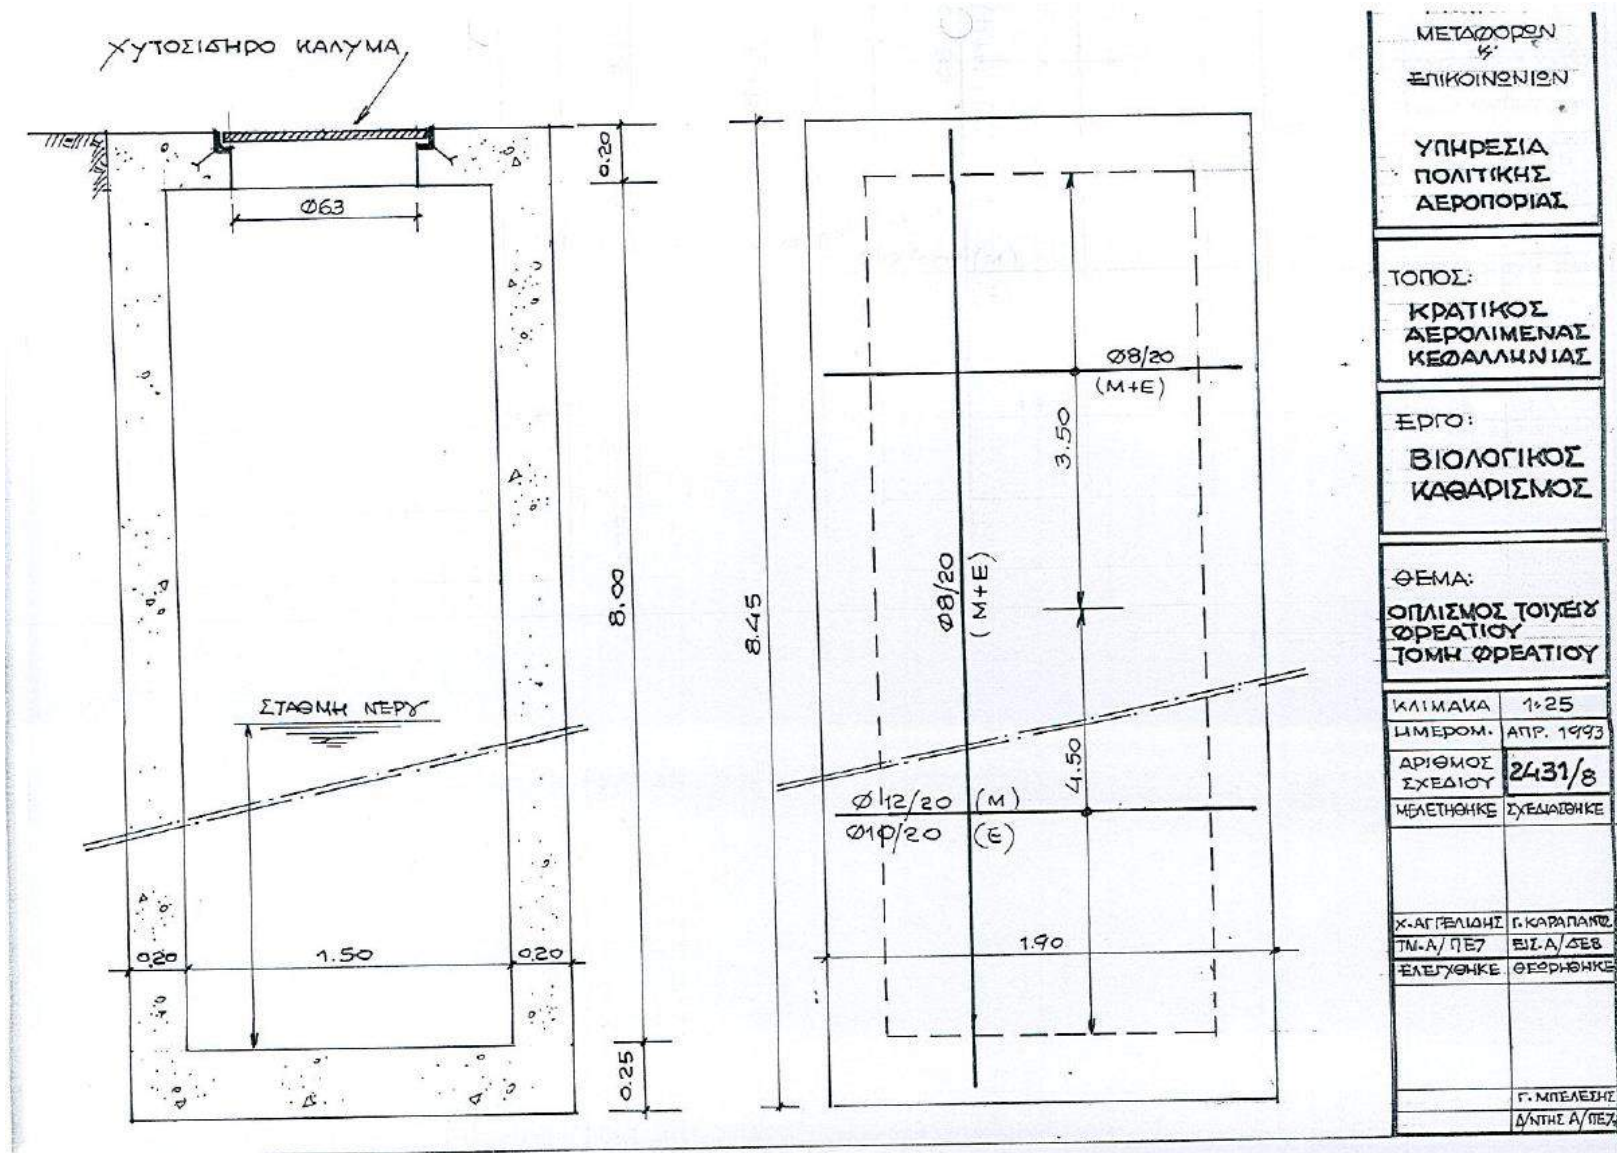 ΧΥΤΟΣΙΔΗΡΟ ΚΑΛΥΜΑ
0.20
Ø63
8.00
ΣΤΑΘΜΗ ΝΕΡΟΥ
0.20
1.50
0.20
0.25
8.45
Ø8/20
(Μ+Ε)
3.50
Ø8/20
(Μ+Ε)
4.50
Ø12/20 (Μ)
Ø10/20 (Ε)
1.90
ΜΕΤΑΦΟΡΩΝ
Κ'
ΕΠΙΚΟΙΝΩΝΙΩΝ
ΥΠΗΡΕΣΙΑ
ΠΟΛΙΤΙΚΗΣ
ΑΕΡΟΠΟΡΙΑΣ
ΤΟΠΟΣ:
ΚΡΑΤΙΚΟΣ
ΑΕΡΟΛΙΜΕΝΑΣ
ΚΕΦΑΛΛΗΝΙΑΣ
ΕΡΓΟ:
ΒΙΟΛΟΓΙΚΟΣ
ΚΑΘΑΡΙΣΜΟΣ
ΘΕΜΑ:
ΟΠΛΙΣΜΟΣ ΤΟΙΧΕΙΟΥ
ΦΡΕΑΤΙΟΥ
ΤΟΜΗ ΦΡΕΑΤΙΟΥ
ΚΛΙΜΑΚΑ 1:25
ΗΜΕΡΟΜ. ΑΠΡ. 1993
ΑΡΙΘΜΟΣ
ΣΧΕΔΙΟΥ 2431/8
ΜΕΛΕΤΗΘΗΚΕ ΣΧΕΔΙΑΣΘΗΚΕ
Χ.ΑΓΓΕΛΙΔΗΣ Γ.ΚΑΡΑΠΑΝΟΣ
ΤΜ.Α/ΠΕ7 ΕΙΣ.Α/ΔΕ8
ΕΛΕΓΧΘΗΚΕ ΘΕΩΡΗΘΗΚΕ
Γ. ΜΠΕΛΕΣΗΣ
Δ/ΝΤΗΣ Α/ΠΕ7